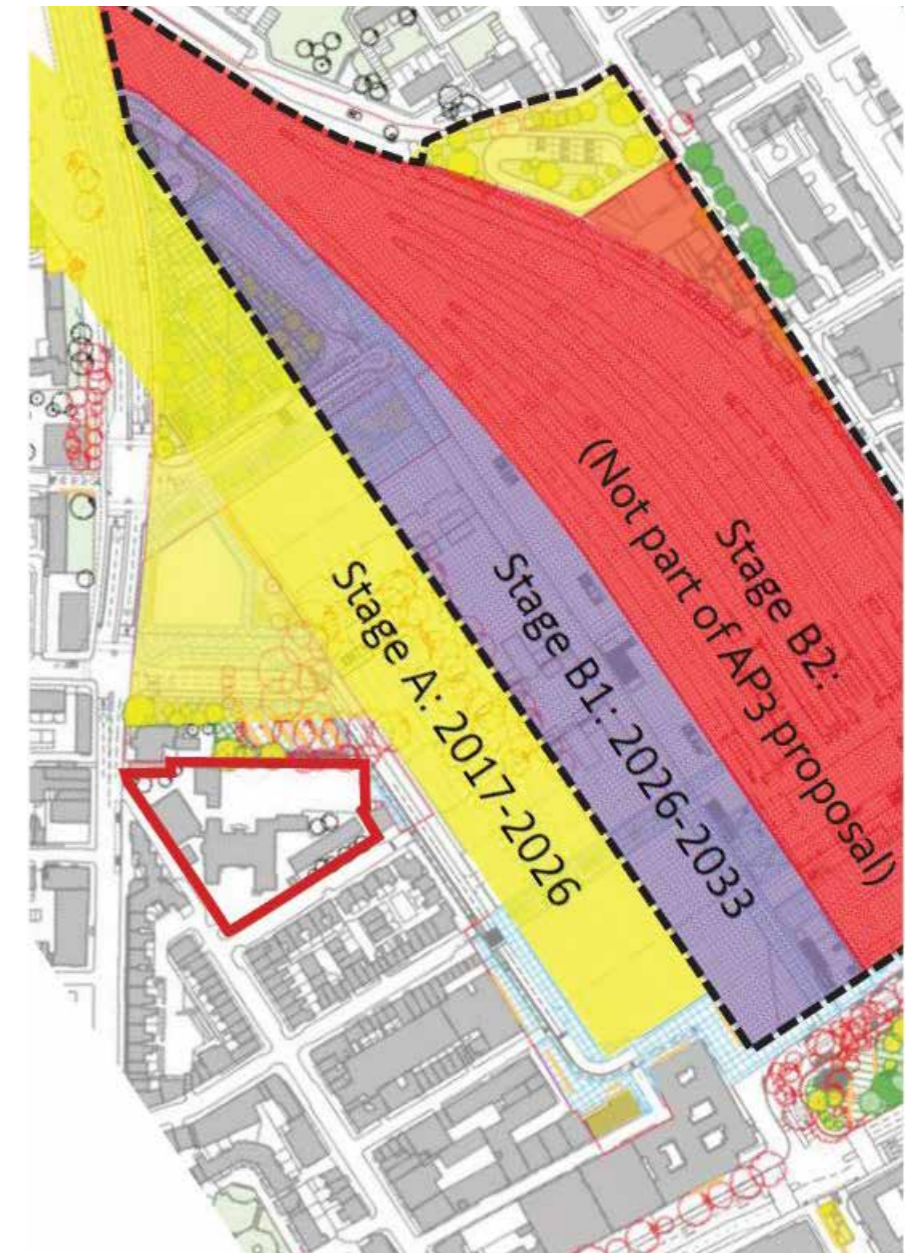 Stage A: 2017-2026
Stage B1: 2026-2033
Stage B2:
(Not part of AP3 proposal)